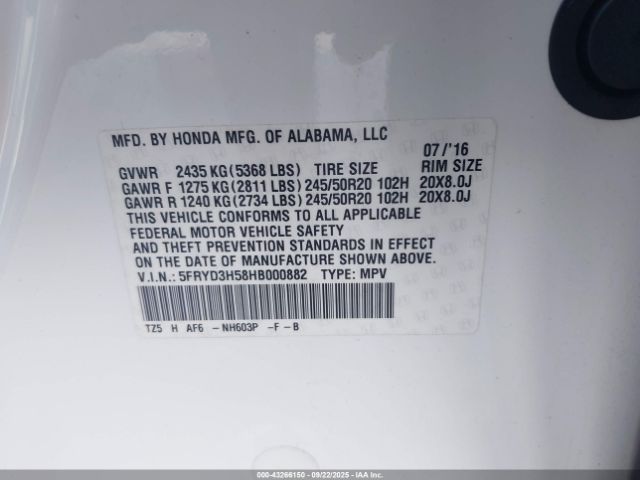 MFD. BY HONDA MFG. OF ALABAMA, LLC
07/'16
GVWR 2435 KG(5368 LBS) TIRE SIZE RIM SIZE
GAWR F 1275 KG(2811 LBS)245/50R20 102H 20X8.0J
GAWR R 1240 KG(2734 LBS)245/50R20 102H 20X8.0J
THIS VEHICLE CONFORMS TO ALL APPLICABLE
FEDERAL MOTOR VEHICLE SAFETY
AND THEFT PREVENTION STANDARDS IN EFFECT
ON THE DATE OF MANUFACTURE SHOWN ABOVE.
V.I.N.:5FRYD3H58HB000882 TYPE: MPV
TZ5 H AF6 -NH603P -F-B
000-43266150 - 09/22/2025 - IAAI.CA